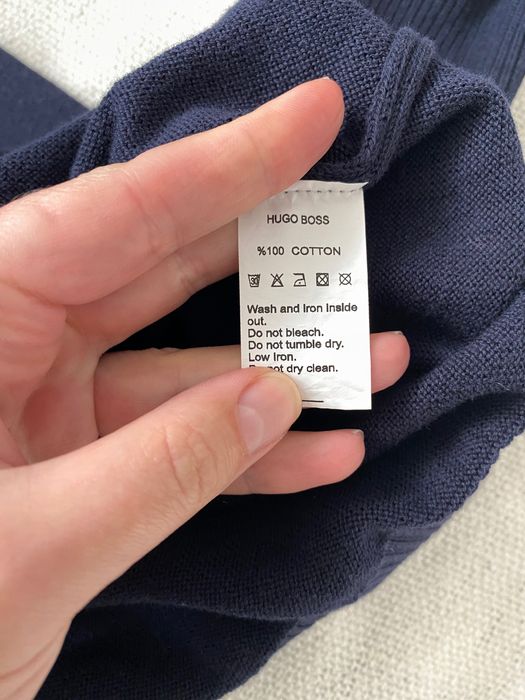 HUGO BOSS
%100 COTTON
30
Wash and Iron Inside
out.
Do not bleach.
Do not tumble dry.
Low Iron.
not dry clean.